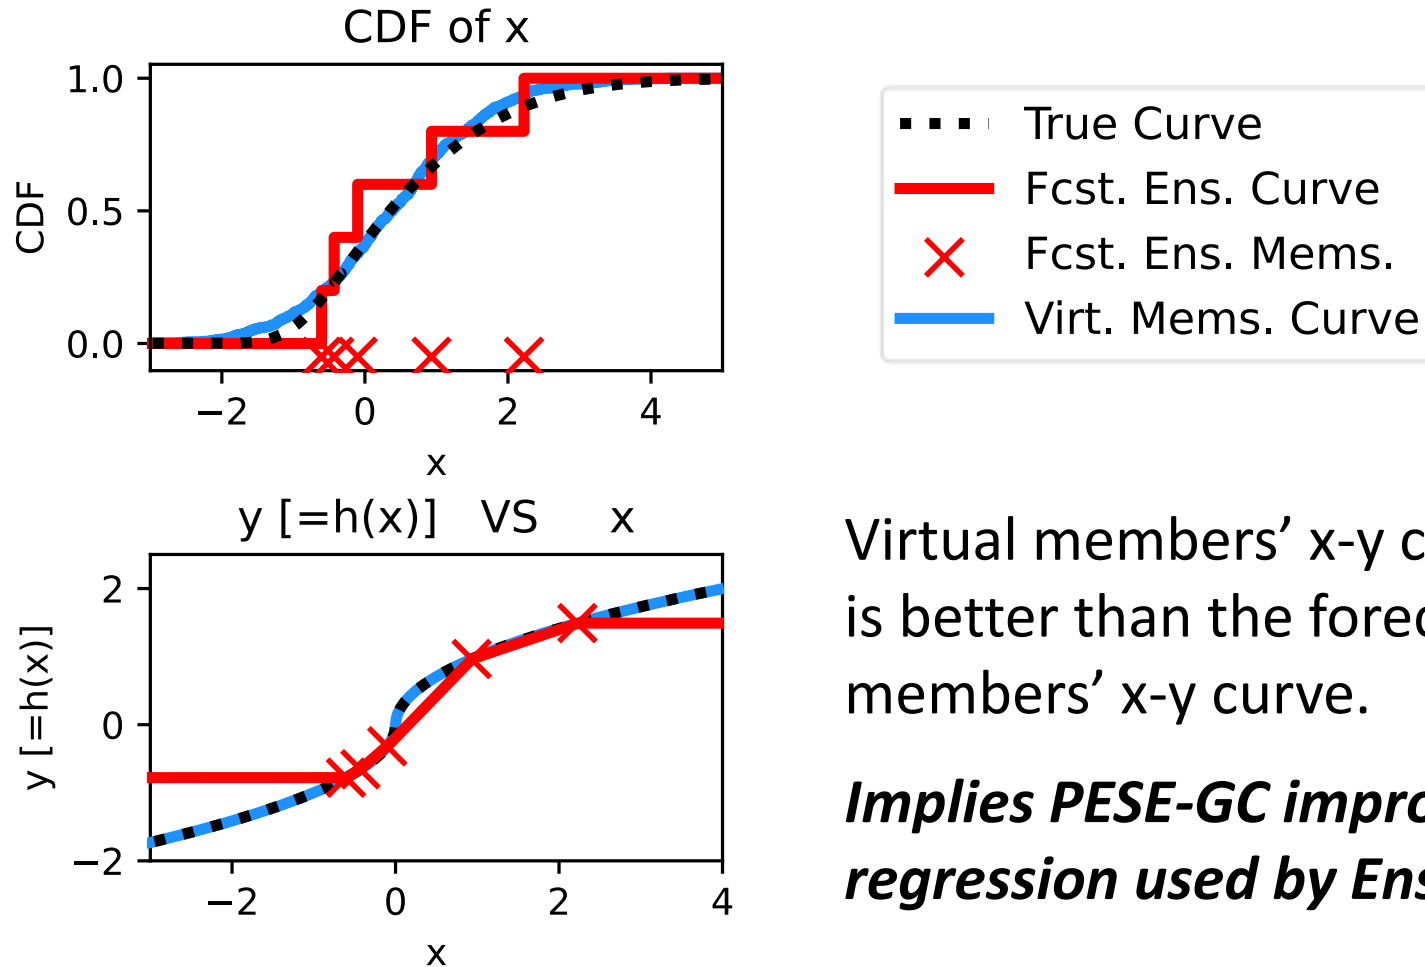 CDF of x
1.0
0.5
0.0
CDF
−2 0 2 4
x
True Curve
Fcst. Ens. Curve
Fcst. Ens. Mems.
Virt. Mems. Curve
y [=h(x)] VS x
2
0
−2
y [=h(x)]
−2 0 2 4
x
Virtual members’ x-y c
is better than the fored
members’ x-y curve.
Implies PESE-GC impro
regression used by Ens